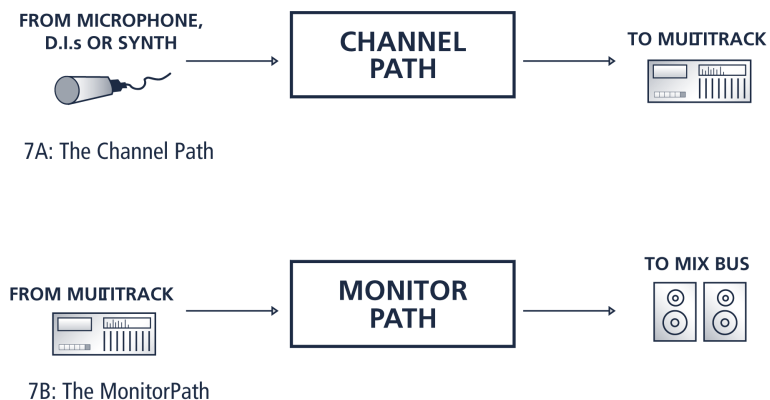 FROM MICROPHONE,
D.I.s OR SYNTH
CHANNEL
PATH
TO MULTITRACK
7A: The Channel Path
FROM MULTITRACK
MONITOR
PATH
TO MIX BUS
7B: The MonitorPath